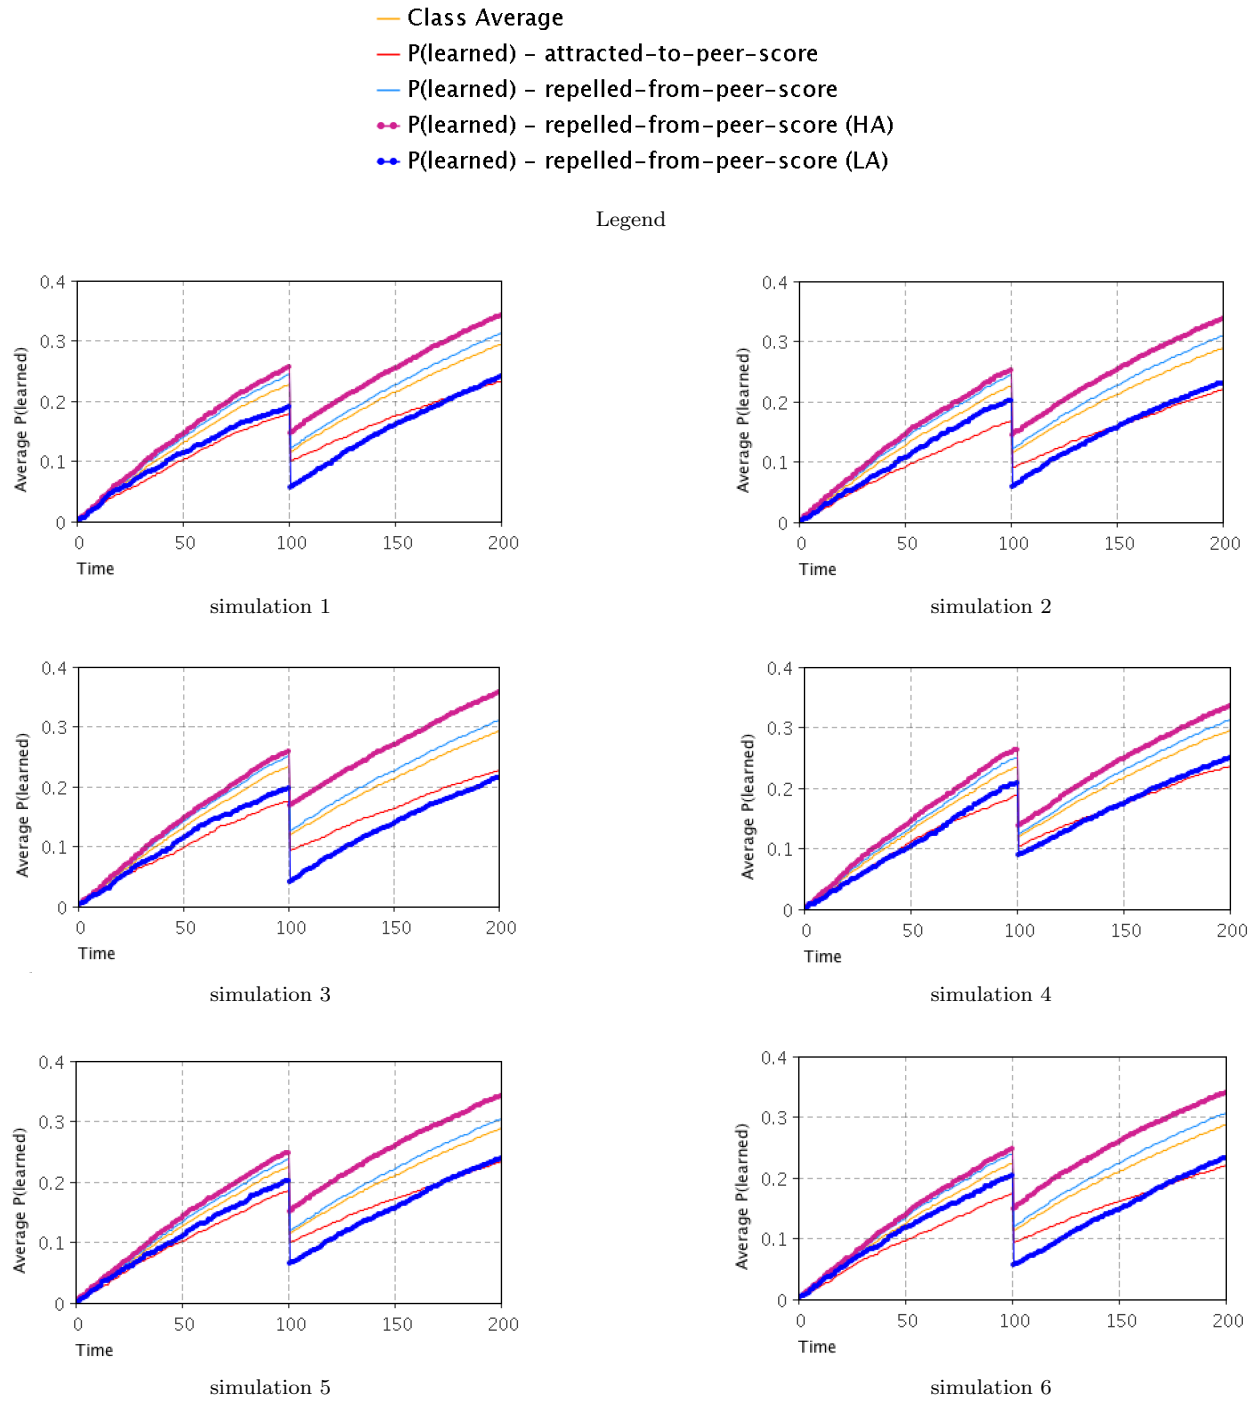 Class Average
P(learned) - attracted-to-peer-score
P(learned) - repelled-from-peer-score
P(learned) - repelled-from-peer-score (HA)
P(learned) - repelled-from-peer-score (LA)
Legend
Average P(learned)
0.4
0.3
0.2
0.1
0
0 50 100 150 200
Time
simulation 1
Average P(learned)
0.4
0.3
0.2
0.1
0
0 50 100 150 200
Time
simulation 2
Average P(learned)
0.4
0.3
0.2
0.1
0
0 50 100 150 200
Time
simulation 3
Average P(learned)
0.4
0.3
0.2
0.1
0
0 50 100 150 200
Time
simulation 4
Average P(learned)
0.4
0.3
0.2
0.1
0
0 50 100 150 200
Time
simulation 5
Average P(learned)
0.4
0.3
0.2
0.1
0
0 50 100 150 200
Time
simulation 6